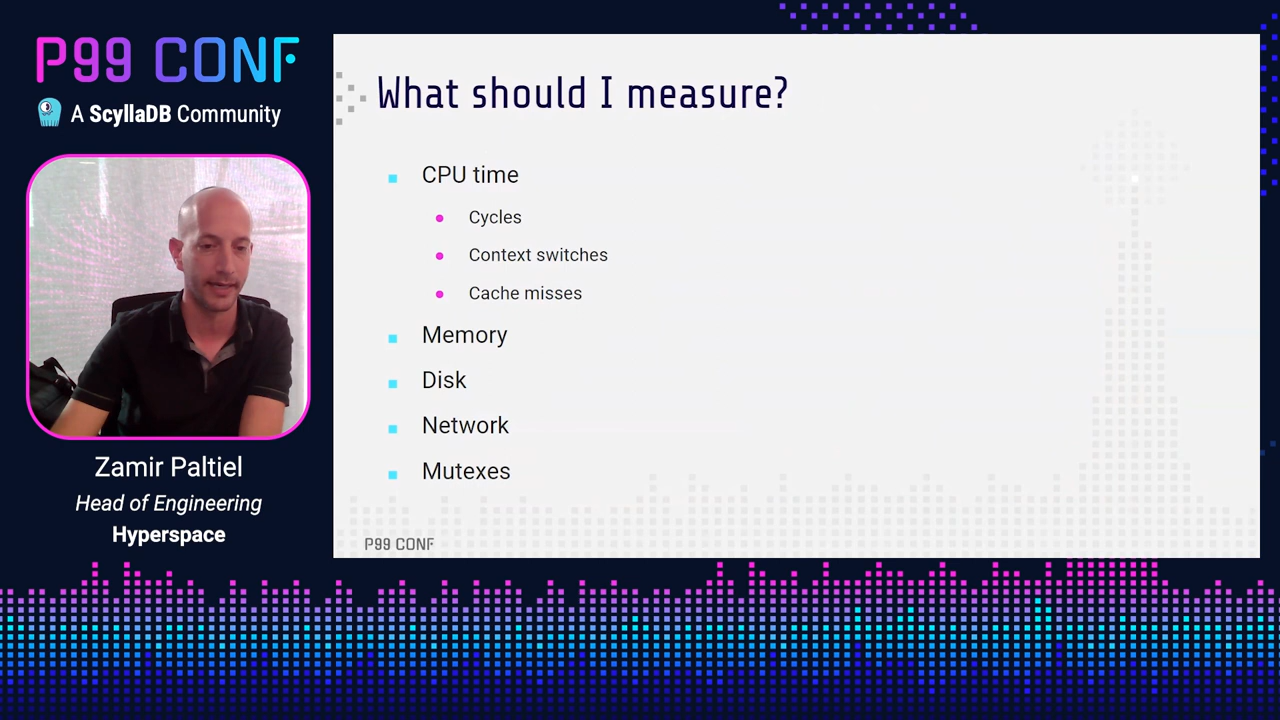 P99 CONF
A ScyllaDB Community
Zamir Paltiel
Head of Engineering
Hyperspace
What should I measure?
CPU time
Cycles
Context switches
Cache misses
Memory
Disk
Network
Mutexes
P99 CONF